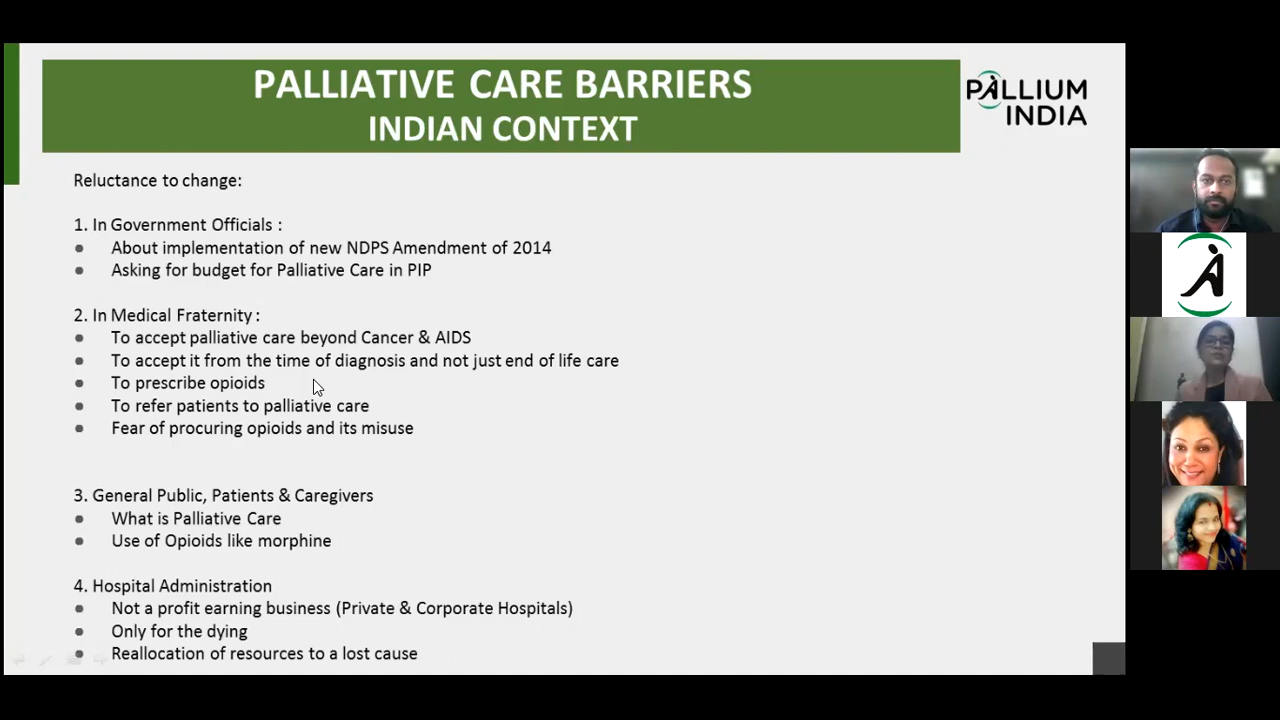 PALLIATIVE CARE BARRIERS
INDIAN CONTEXT
PALLIUM
INDIA
Reluctance to change:
1. In Government Officials :
● About implementation of new NDPS Amendment of 2014
● Asking for budget for Palliative Care in PIP
2. In Medical Fraternity :
● To accept palliative care beyond Cancer & AIDS
● To accept it from the time of diagnosis and not just end of life care
● To prescribe opioids
● To refer patients to palliative care
● Fear of procuring opioids and its misuse
3. General Public, Patients & Caregivers
● What is Palliative Care
● Use of Opioids like morphine
4. Hospital Administration
● Not a profit earning business (Private & Corporate Hospitals)
● Only for the dying
● Reallocation of resources to a lost cause